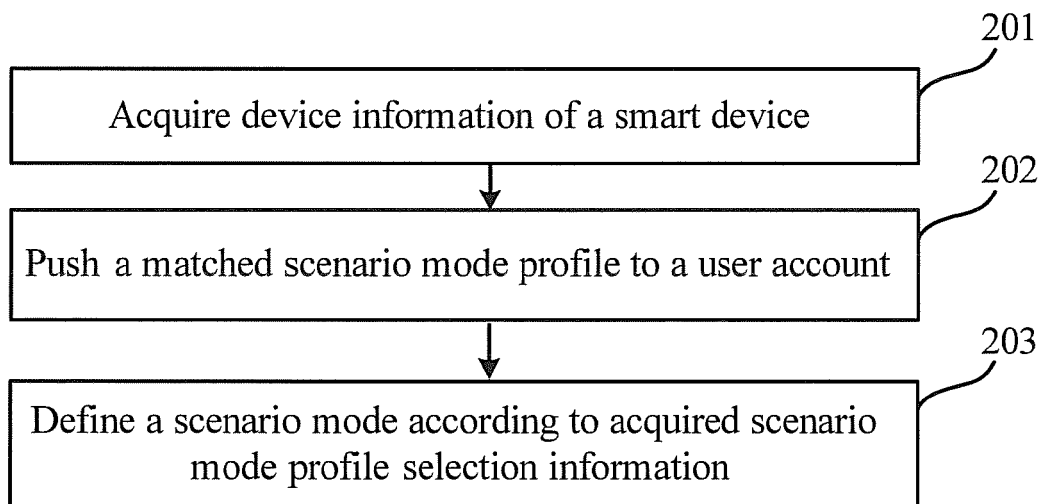 201
Acquire device information of a smart device
202
Push a matched scenario mode profile to a user account
203
Define a scenario mode according to acquired scenario
mode profile selection information